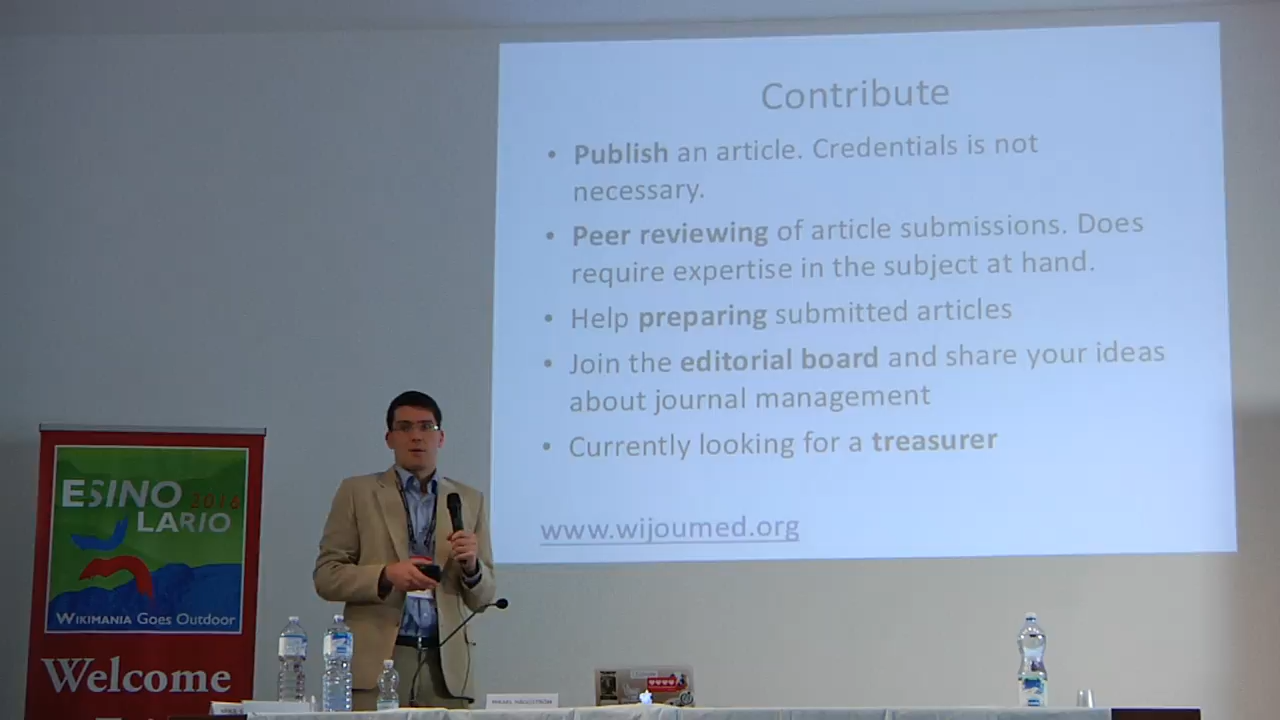 Contribute
• Publish an article. Credentials is not
necessary.
• Peer reviewing of article submissions. Does
require expertise in the subject at hand.
• Help preparing submitted articles
• Join the editorial board and share your ideas
about journal management
• Currently looking for a treasurer
www.wijoumed.org
ESINO 2016
LARIO
WIKIMANIA Goes Outdoor
Welcome